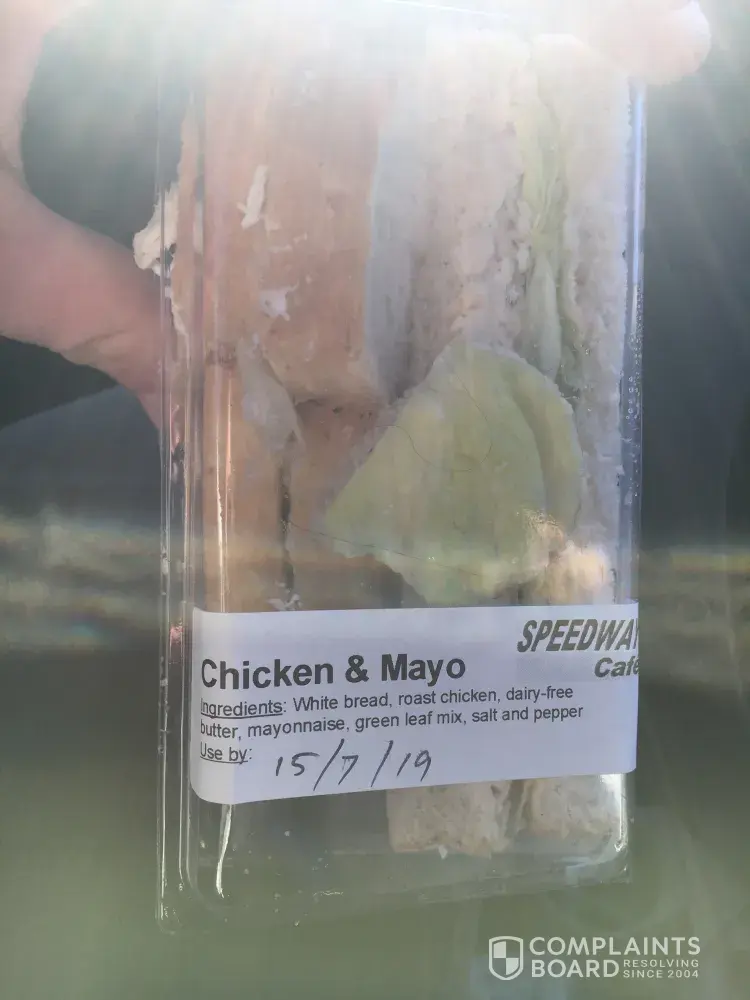 SPEEDWAY
Cafe
Chicken & Mayo
Ingredients: White bread, roast chicken, dairy-free
butter, mayonnaise, green leaf mix, salt and pepper
Use by: 15/7/19
COMPLAINTS
BOARD RESOLVING
SINCE 2004